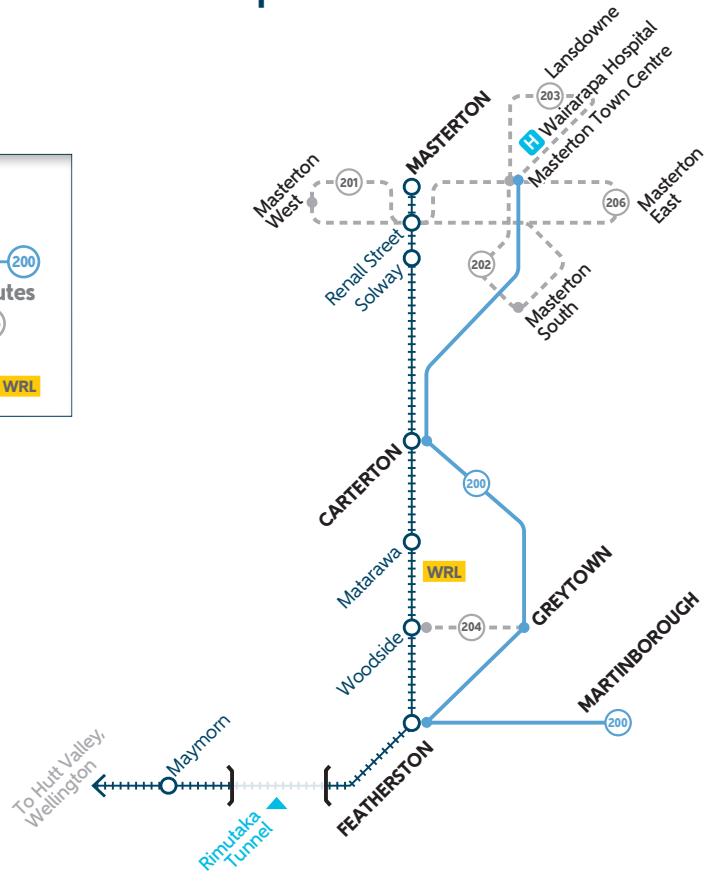 Lansdowne
203
Wairarapa Hospital
H
Masterton Town Centre
MASTERTON
Masterton
West
201
206
Masterton
East
Renall Street
Solway
202
Masterton
South
200
WRL
CARTERTON
200
Matarawa
WRL
GREYTOWN
204
Woodside
MARTINBOROUGH
200
FEATHERSTON
Maymorn
To Hutt Valley,
Wellington
Rimutaka
Tunnel